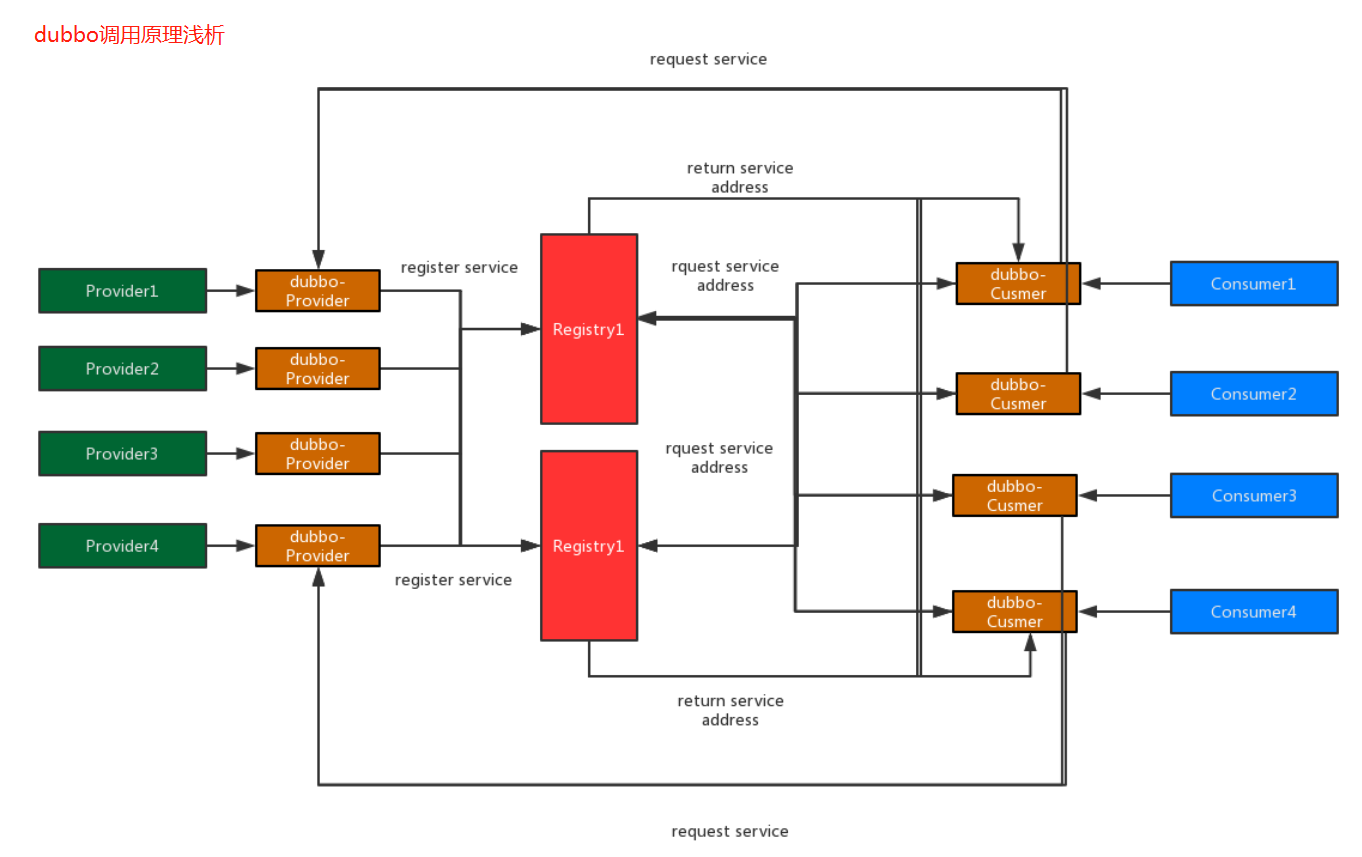 dubbo调用原理浅析
request service
return service
address
register service
rquest service
address
Provider1
dubbo-
Provider
Registry1
dubbo-
Cusmer
Consumer1
Provider2
dubbo-
Provider
dubbo-
Cusmer
Consumer2
Provider3
dubbo-
Provider
rquest service
address
dubbo-
Cusmer
Consumer3
Provider4
dubbo-
Provider
Registry1
register service
dubbo-
Cusmer
Consumer4
return service
address
request service